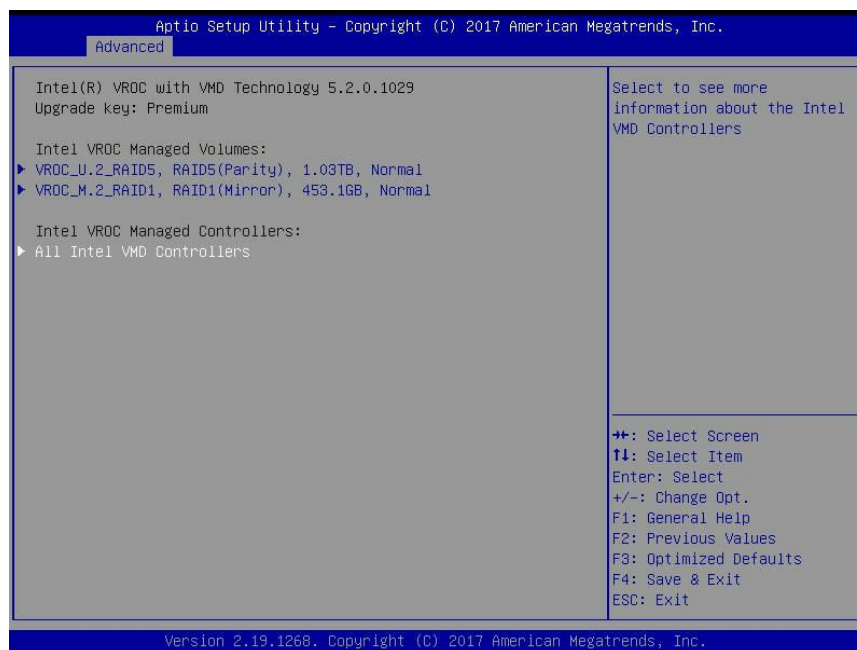 Aptio Setup Utility – Copyright (C) 2017 American Megatrends, Inc.
Advanced
Intel(R) VROC with VMD Technology 5.2.0.1029
Upgrade key: Premium
Intel VROC Managed Volumes:
VROC_U.2_RAID5, RAID5(Parity), 1.03TB, Normal
VROC_M.2_RAID1, RAID1(Mirror), 453.1GB, Normal
Intel VROC Managed Controllers:
All Intel VMD Controllers
Select to see more
information about the Intel
VMD Controllers
→←: Select Screen
↑↓: Select Item
Enter: Select
+/-: Change Opt.
F1: General Help
F2: Previous Values
F3: Optimized Defaults
F4: Save & Exit
ESC: Exit
Version 2.19.1268. Copyright (C) 2017 American Megatrends, Inc.